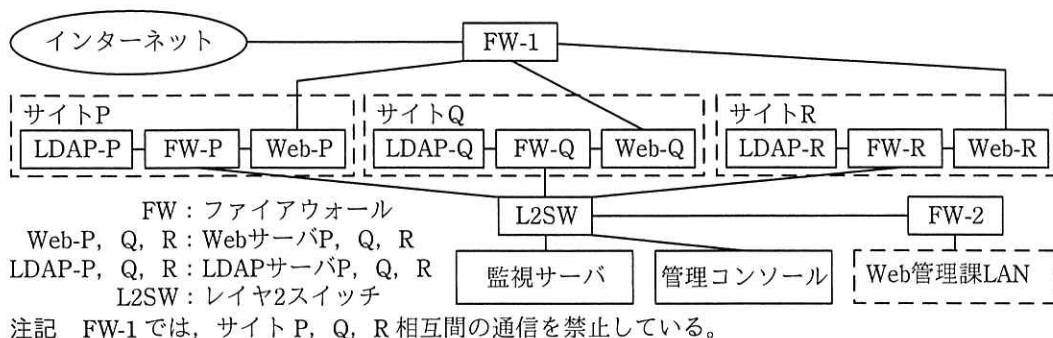 インターネット
FW-1
サイトP
サイトQ
サイトR
LDAP-P
FW-P
Web-P
LDAP-Q
FW-Q
Web-Q
LDAP-R
FW-R
Web-R
L2SW
FW-2
監視サーバ
管理コンソール
Web管理課LAN
FW：ファイアウォール
Web-P，Q，R：WebサーバP，Q，R
LDAP-P，Q，R：LDAPサーバP，Q，R
L2SW：レイヤ2スイッチ
注記　FW-1では，サイトP，Q，R相互間の通信を禁止している。